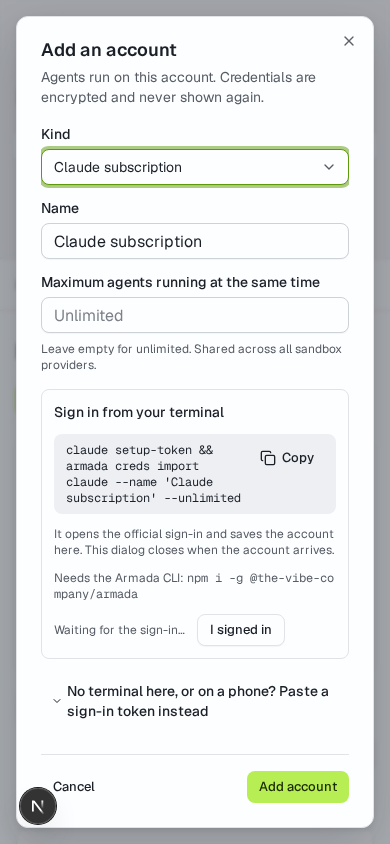 Add an account
Agents run on this account. Credentials are
encrypted and never shown again.
Kind
Claude subscription
Name
Claude subscription
Maximum agents running at the same time
Unlimited
Leave empty for unlimited. Shared across all sandbox
providers.
Sign in from your terminal
claude setup-token &&
armada creds import
claude --name 'Claude
subscription' --unlimited
Copy
It opens the official sign-in and saves the account
here. This dialog closes when the account arrives.
Needs the Armada CLI: npm i -g @the-vibe-co
mpany/armada
Waiting for the sign-in…
I signed in
No terminal here, or on a phone? Paste a
sign-in token instead
N
Cancel
Add account